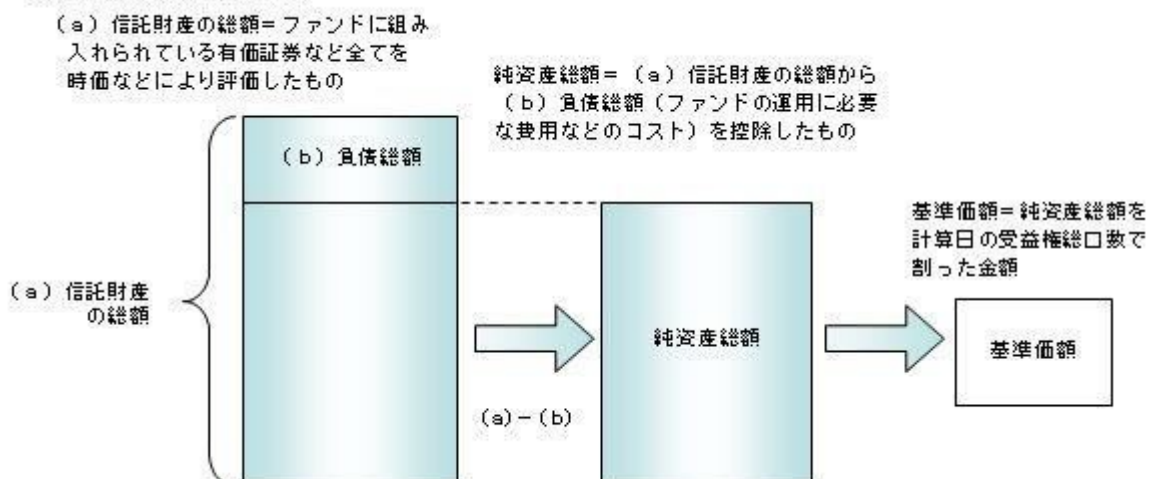 (a)信託財産の総額=ファンドに組み
入れられている有価証券など全てを
時価などにより評価したもの
純資産総額=(a)信託財産の総額から
(b)負債総額(ファンドの運用に必要
な費用などのコスト)を控除したもの
(b)負債総額
基準価額=純資産総額を
計算日の受益権総口数で
割った金額
(a)信託財産
の総額
純資産総額
基準価額
(a)-(b)